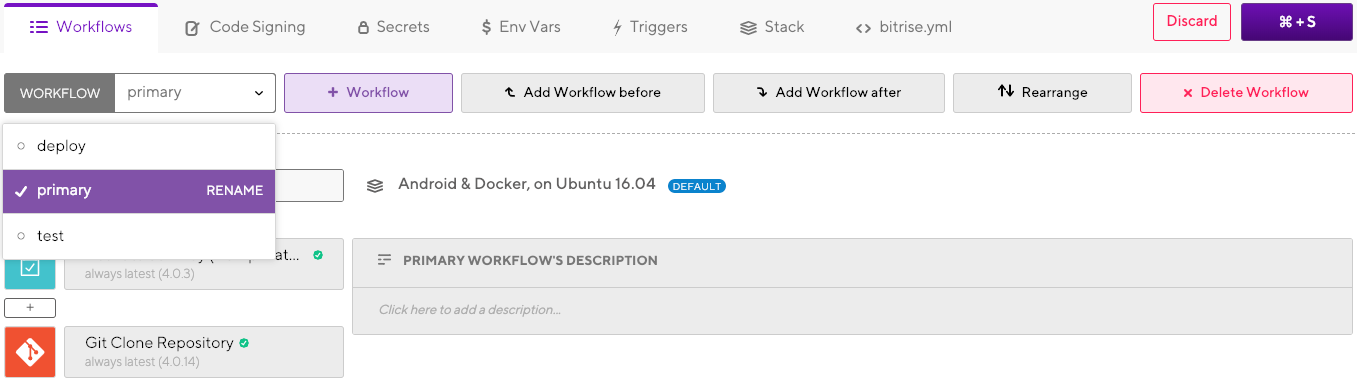 Workflows
Code Signing
Secrets
Env Vars
Triggers
Stack
bitrise.yml
Discard
⌘ + S
WORKFLOW
primary
+ Workflow
Add Workflow before
Add Workflow after
Rearrange
× Delete Workflow
deploy
primary
RENAME
test
Android & Docker, on Ubuntu 16.04
DEFAULT
always latest (4.0.3)
PRIMARY WORKFLOW'S DESCRIPTION
Click here to add a description...
+
Git Clone Repository
always latest (4.0.14)